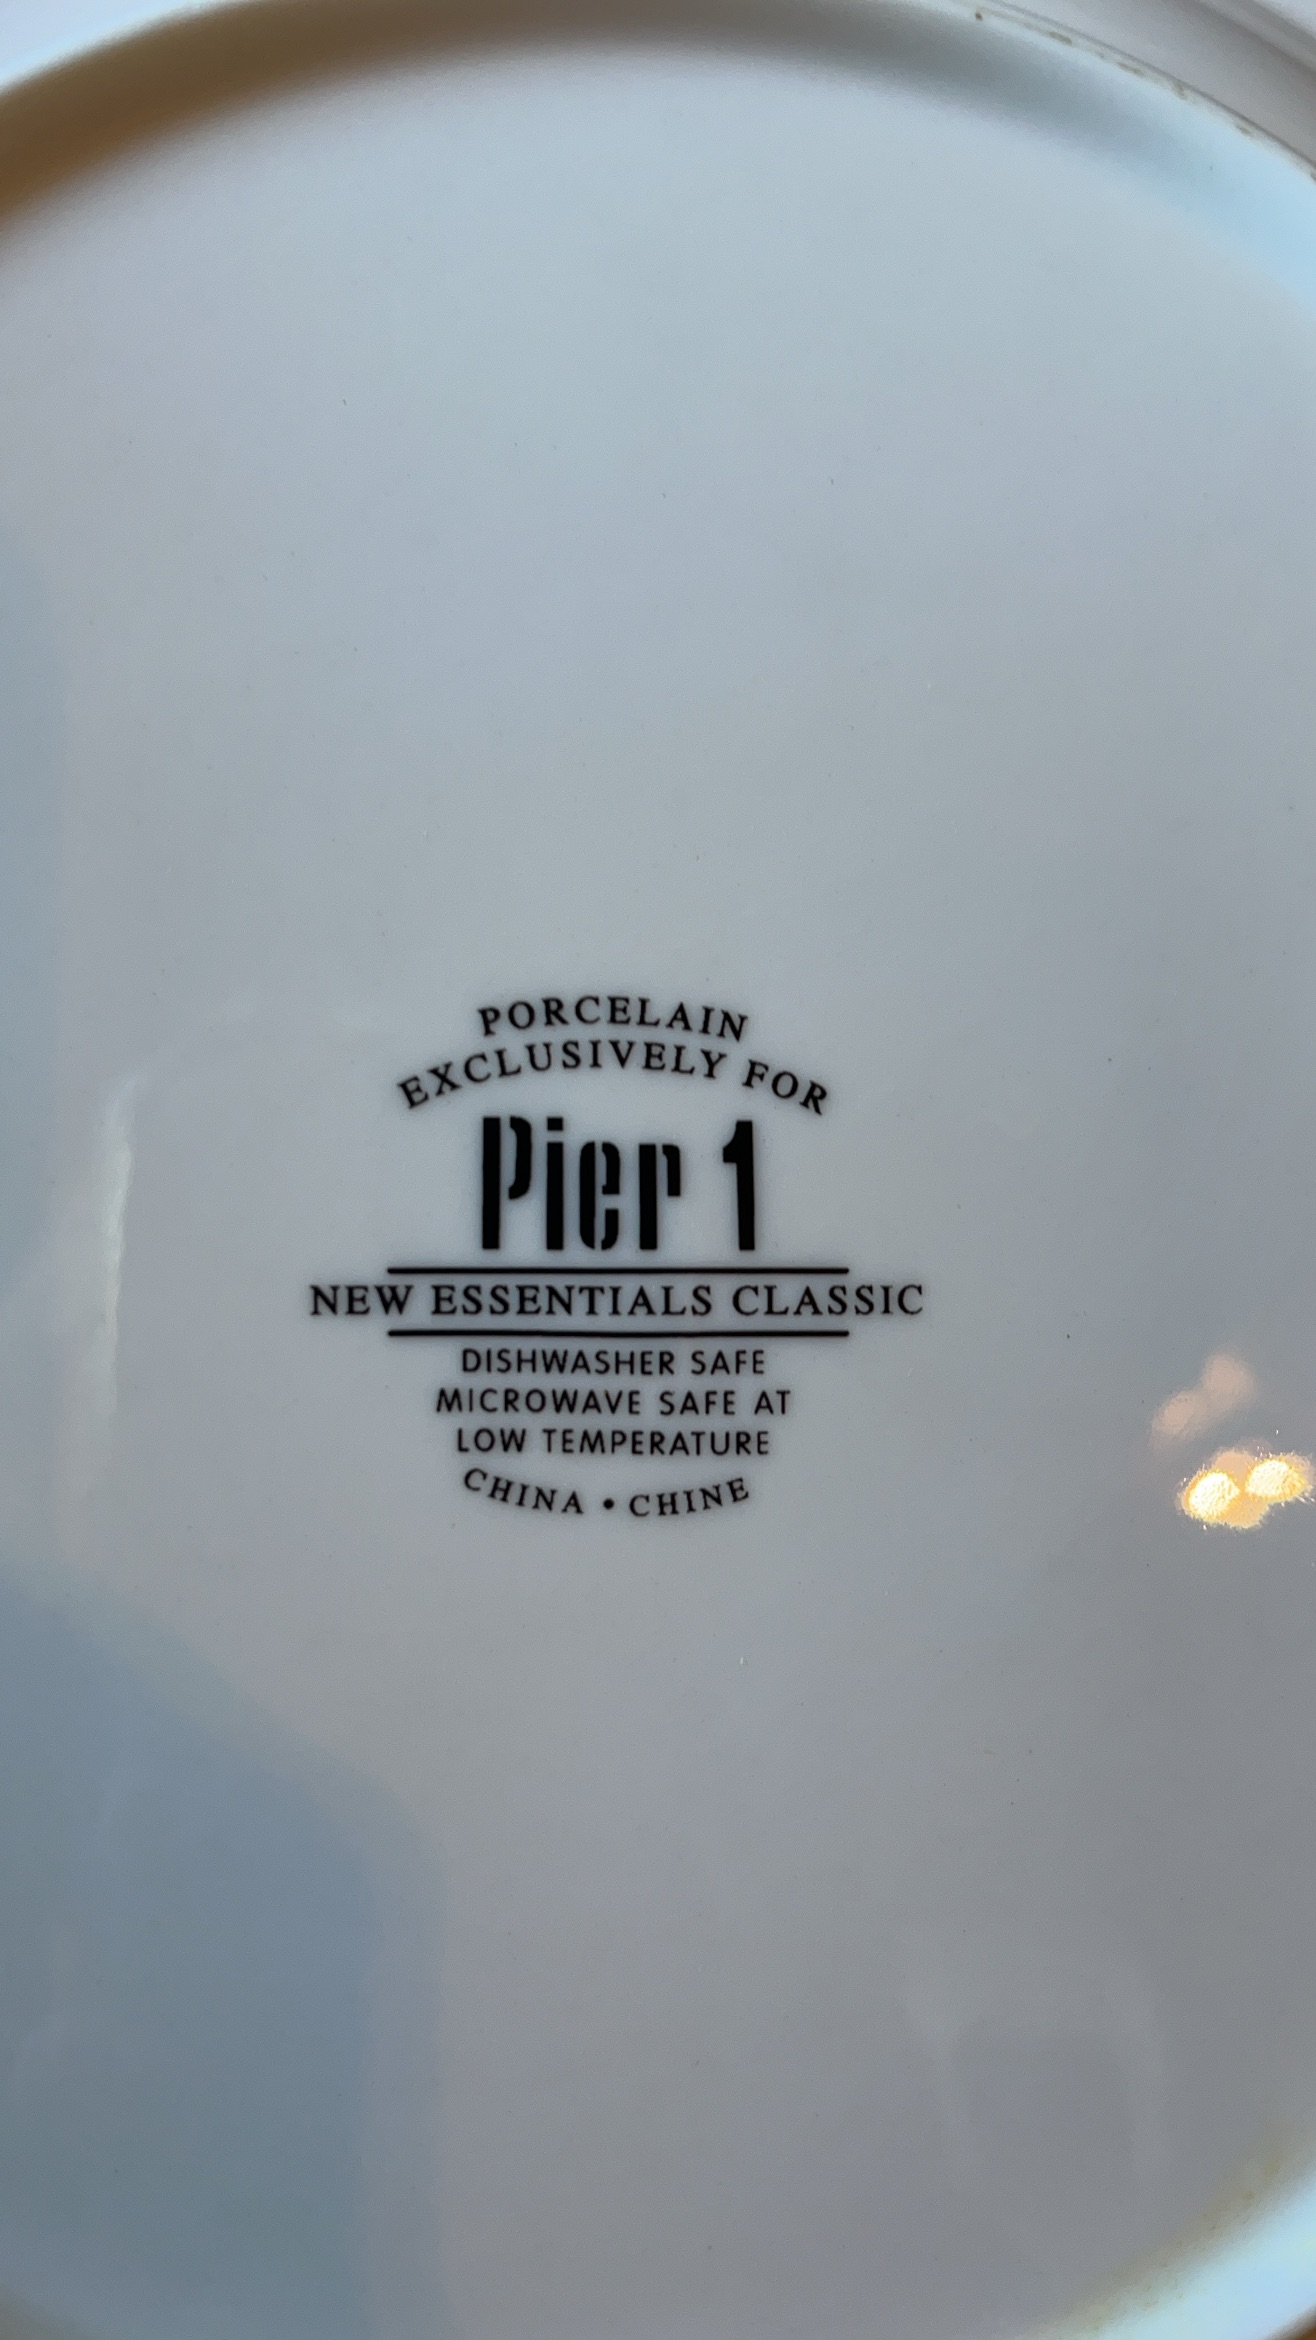 PORCELAIN
EXCLUSIVELY FOR
Pier 1
NEW ESSENTIALS CLASSIC
DISHWASHER SAFE
MICROWAVE SAFE AT
LOW TEMPERATURE
CHINA • CHINE